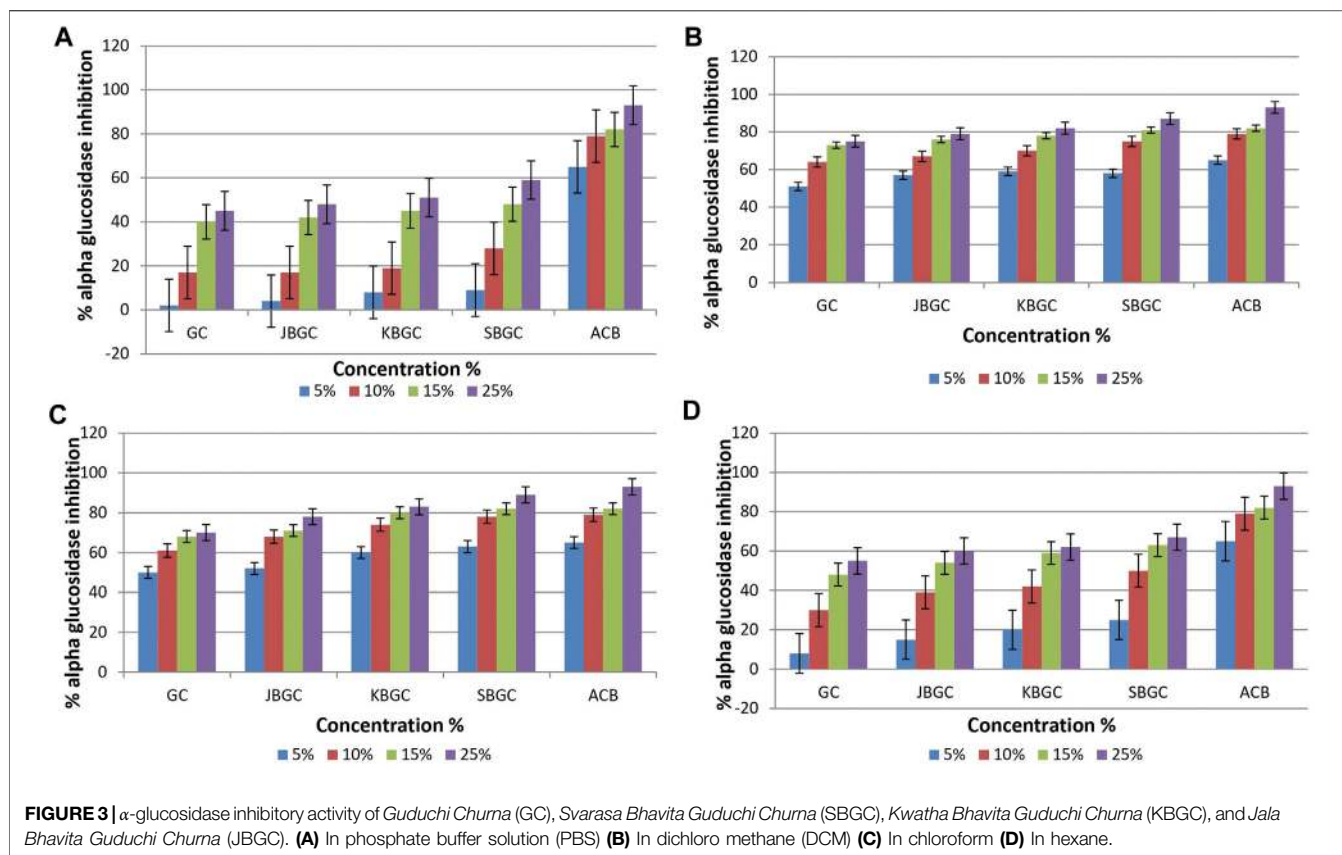 A
% alpha glucosidase inhibition
120
100
80
60
40
20
0
-20
GC JBGC KBGC SBGC ACB
Concentration %
5% 10% 15% 25%
B
% alpha glucosidase inhibition
120
100
80
60
40
20
0
GC JBGC KBGC SBGC ACB
Concentration %
5% 10% 15% 25%
C
% alpha glucosidase inhibition
120
100
80
60
40
20
0
GC JBGC KBGC SBGC ACB
Concentration %
5% 10% 15% 25%
D
% alpha glucosidase inhibition
120
100
80
60
40
20
0
-20
GC JBGC KBGC SBGC ACB
Concentration %
5% 10% 15% 25%
FIGURE 3 | α-glucosidase inhibitory activity of Guduchi Churna (GC), Svarasa Bhavita Guduchi Churna (SBGC), Kwatha Bhavita Guduchi Churna (KBGC), and Jala
Bhavita Guduchi Churna (JBGC). (A) In phosphate buffer solution (PBS) (B) In dichloro methane (DCM) (C) In chloroform (D) In hexane.